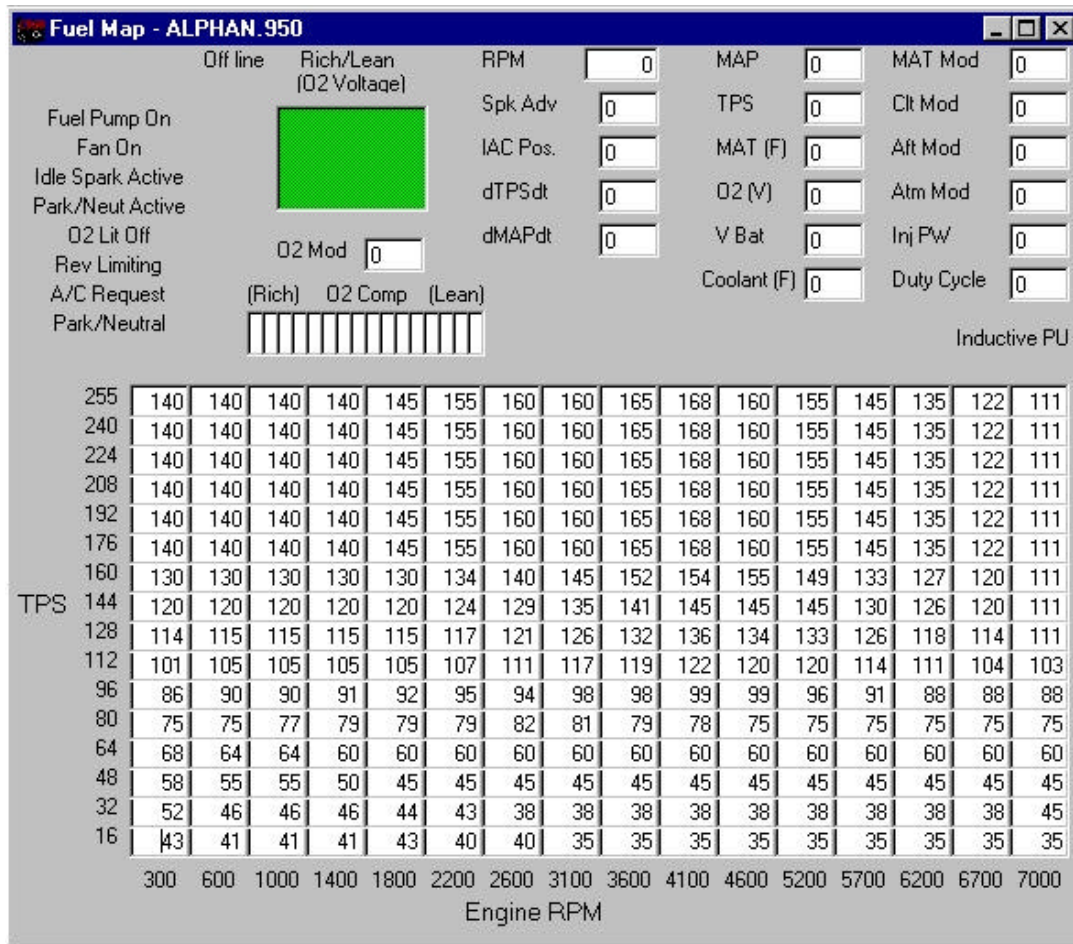 Fuel Map - ALPHAN.950
Off line Rich/Lean RPM 0 MAP 0 MAT Mod 0
(O2 Voltage)
Spk Adv 0 TPS 0 Clt Mod 0
Fuel Pump On
Fan On IAC Pos. 0 MAT (F) 0 Aft Mod 0
Idle Spark Active
Park/Neut Active dTPSdt 0 O2 (V) 0 Atm Mod 0
O2 Lit Off O2 Mod 0 dMAPdt 0 V Bat 0 Inj PW 0
Rev Limiting
A/C Request (Rich) O2 Comp (Lean) Coolant (F) 0 Duty Cycle 0
Park/Neutral
Inductive PU
255 140 140 140 140 145 155 160 160 165 168 160 155 145 135 122 111
240 140 140 140 140 145 155 160 160 165 168 160 155 145 135 122 111
224 140 140 140 140 145 155 160 160 165 168 160 155 145 135 122 111
208 140 140 140 140 145 155 160 160 165 168 160 155 145 135 122 111
192 140 140 140 140 145 155 160 160 165 168 160 155 145 135 122 111
176 140 140 140 140 145 155 160 160 165 168 160 155 145 135 122 111
160 130 130 130 130 130 134 140 145 152 154 155 149 133 127 120 111
TPS 144 120 120 120 120 120 124 129 135 141 145 145 145 130 126 120 111
128 114 115 115 115 115 117 121 126 132 136 134 133 126 118 114 111
112 101 105 105 105 105 107 111 117 119 122 120 120 114 111 104 103
96 86 90 90 91 92 95 94 98 98 99 99 96 91 88 88 88
80 75 75 77 79 79 79 82 81 79 78 75 75 75 75 75 75
64 68 64 64 60 60 60 60 60 60 60 60 60 60 60 60 60
48 58 55 55 50 45 45 45 45 45 45 45 45 45 45 45 45
32 52 46 46 46 44 43 38 38 38 38 38 38 38 38 38 45
16 43 41 41 41 43 40 40 35 35 35 35 35 35 35 35 35
300 600 1000 1400 1800 2200 2600 3100 3600 4100 4600 5200 5700 6200 6700 7000
Engine RPM